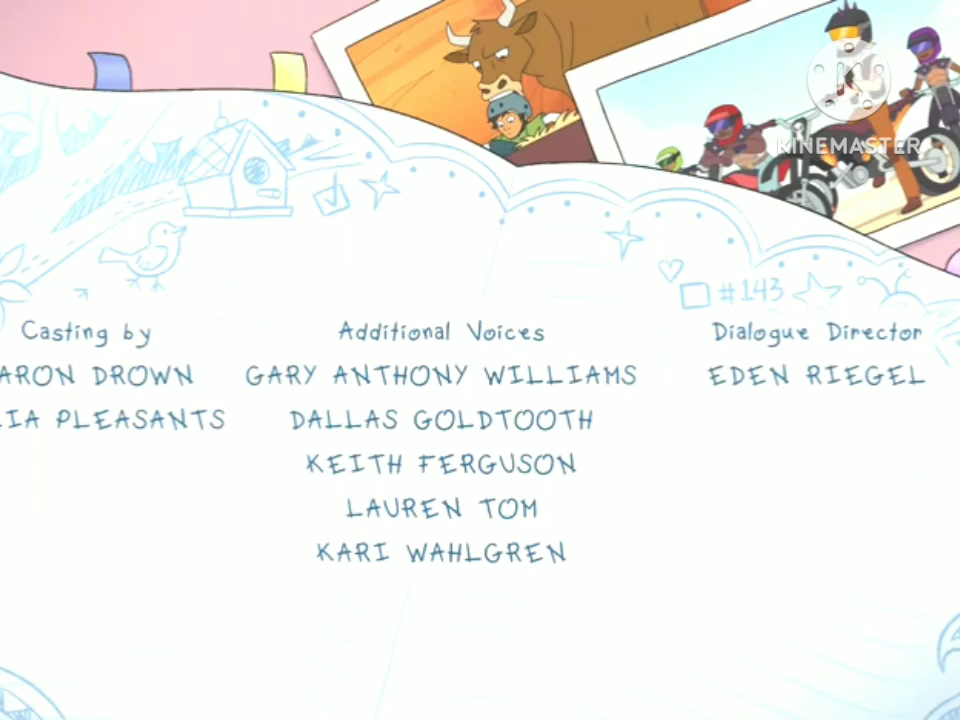 KINEMASTER
#143
Casting by
ARON DROWN
LIA PLEASANTS
Additional Voices
GARY ANTHONY WILLIAMS
DALLAS GOLDTOOTH
KEITH FERGUSON
LAUREN TOM
KARI WAHLGREN
Dialogue Director
EDEN RIEGEL